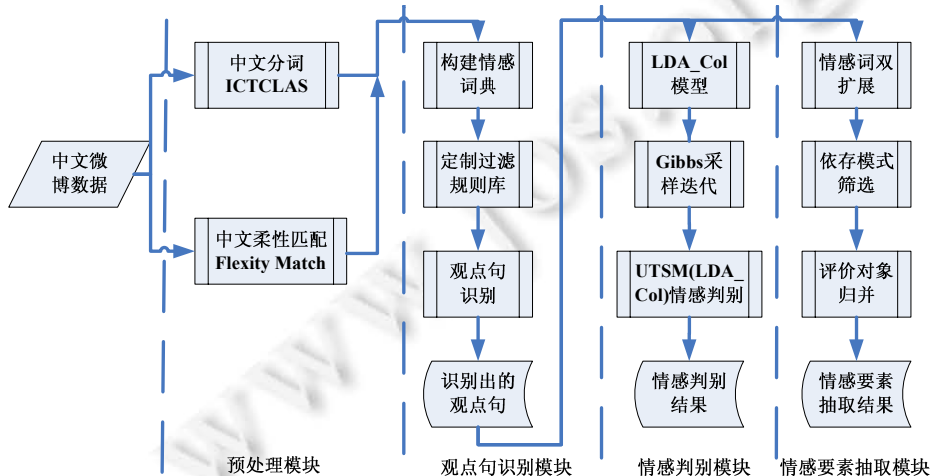 中文微
博数据
中文分词
ICTCLAS
中文柔性匹配
Flexity Match
预处理模块
构建情感
词典
定制过滤
规则库
观点句
识别
识别出的
观点句
观点句识别模块
LDA_Col
模型
Gibbs采
样迭代
UTSM(LDA_
Col)情感判别
情感判别
结果
情感判别模块
情感词双
扩展
依存模式
筛选
评价对象
归并
情感要素
抽取结果
情感要素抽取模块